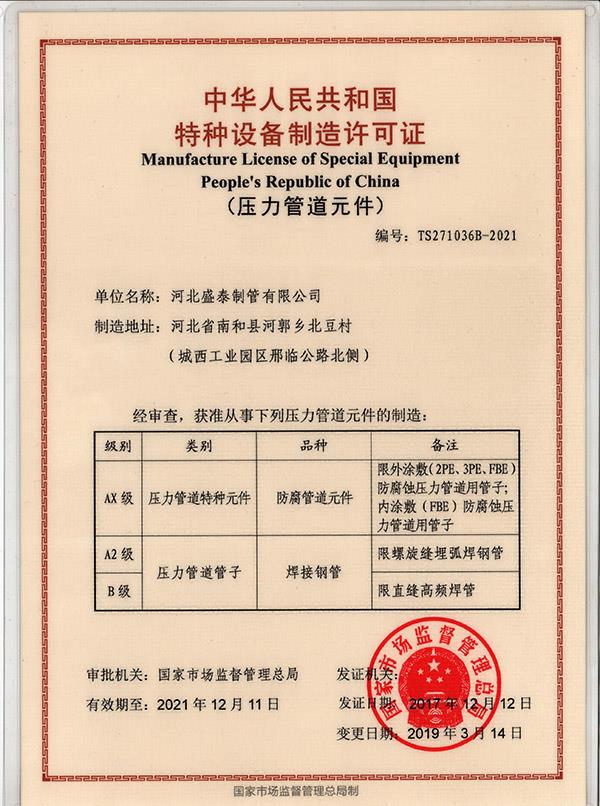 中华人民共和国
特种设备制造许可证
Manufacture License of Special Equipment
People's Republic of China
(压力管道元件)
编号：TS271036B-2021
单位名称：河北盛泰制管有限公司
制造地址：河北省南和县河郭乡北豆村
（城西工业园区邢临公路北侧）
经审查，获准从事下列压力管道元件的制造：
级别 类别 品种 备注
AX 级 压力管道特种元件 防腐管道元件 限外涂敷(2PE、3PE、FBE)
防腐蚀压力管道用管子；
内涂敷（FBE）防腐蚀压
力管道用管子
A2级 压力管道管子 焊接钢管 限螺旋缝埋弧焊钢管
B 级 限直缝高频焊管
审批机关：国家市场监督管理总局
发证机关：
有效期至：2021 年 12 月 11 日
发证日期：2017 年 12 月 12 日
变更日期：2019 年 3 月 14 日
国家市场监督管理总局
国家市场监督管理总局制